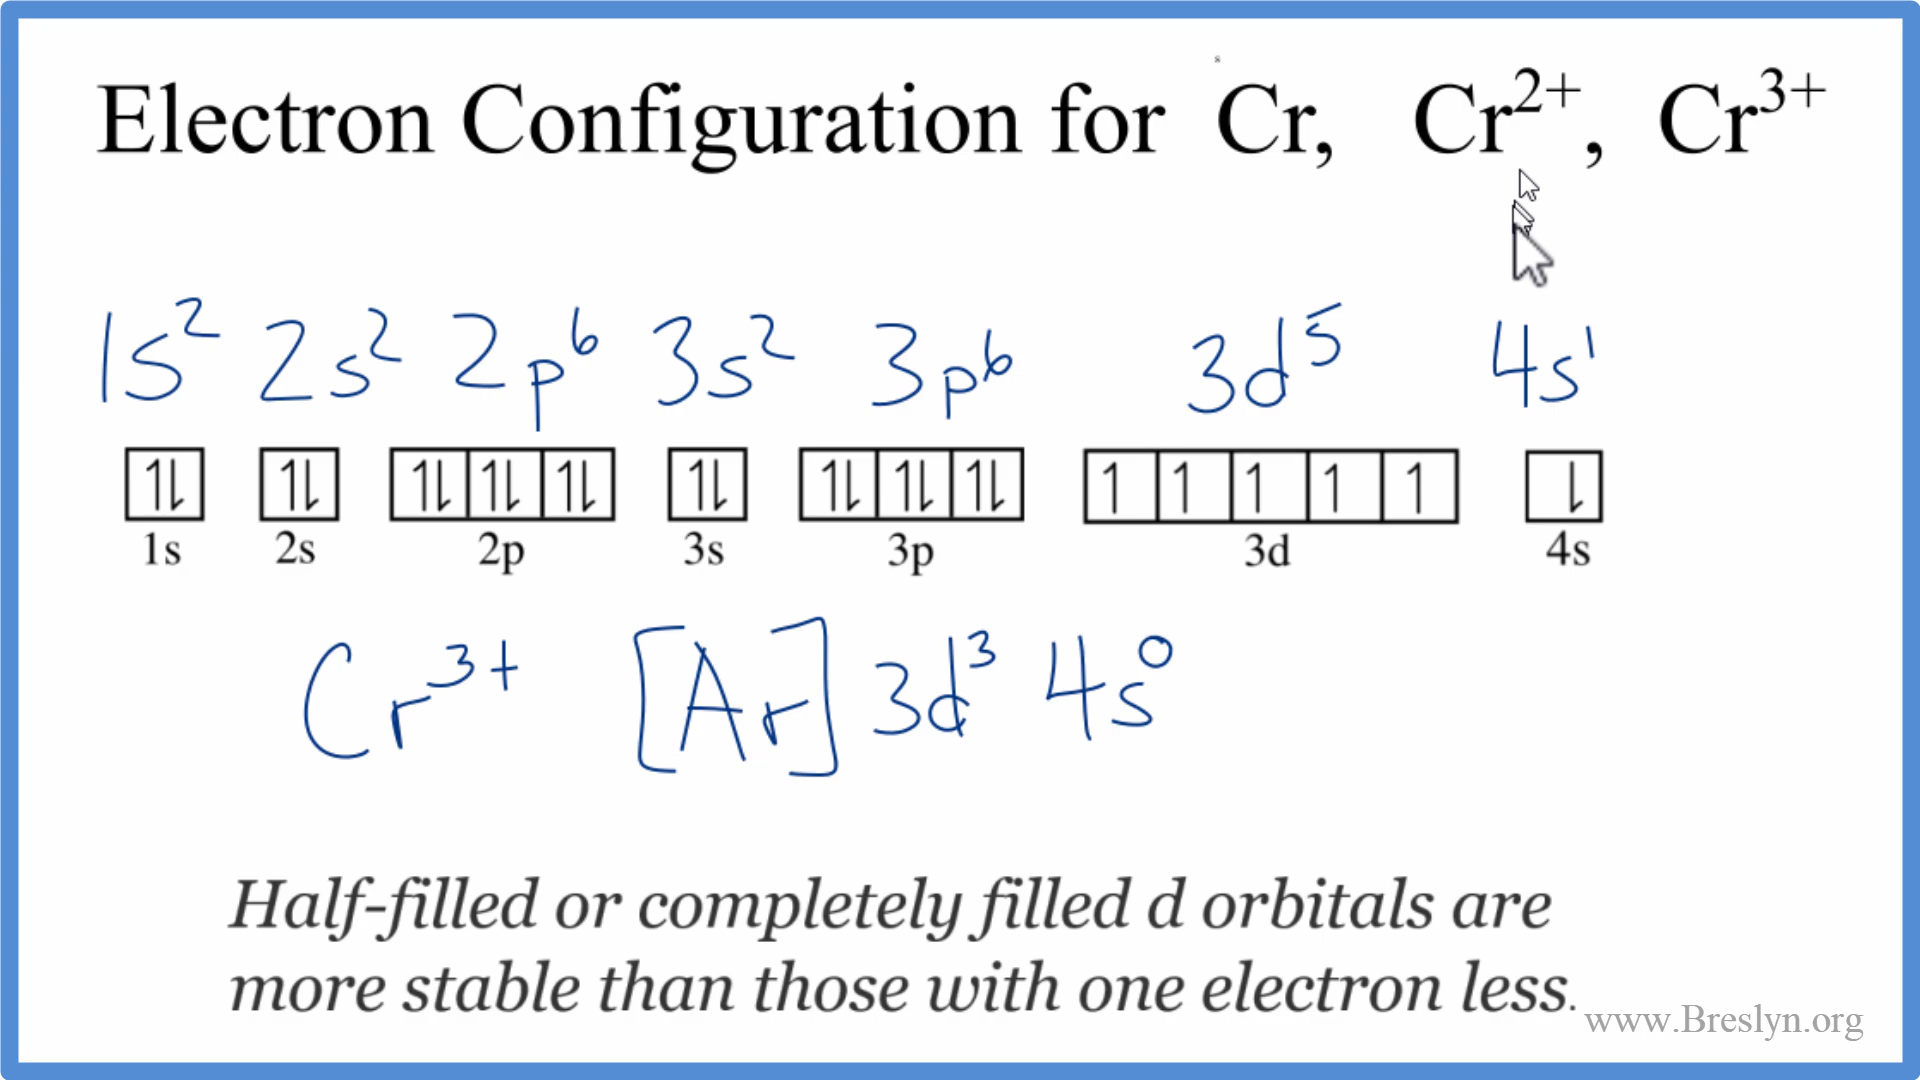 Electron Configuration for Cr, Cr²⁺, Cr³⁺
s
1s² 2s² 2p⁶ 3s² 3p⁶ 3d⁵ 4s¹
↿⇂ ↿⇂ ↿⇂ ↿⇂ ↿⇂ ↿⇂ ↿⇂ ↿⇂ ↿⇂ ↿ ↿ ↿ ↿ ↿ ⇂
1s 2s 2p 3s 3p 3d 4s
Cr³⁺ [Ar] 3d³ 4s⁰
Half-filled or completely filled d orbitals are
more stable than those with one electron less.
www.Breslyn.org